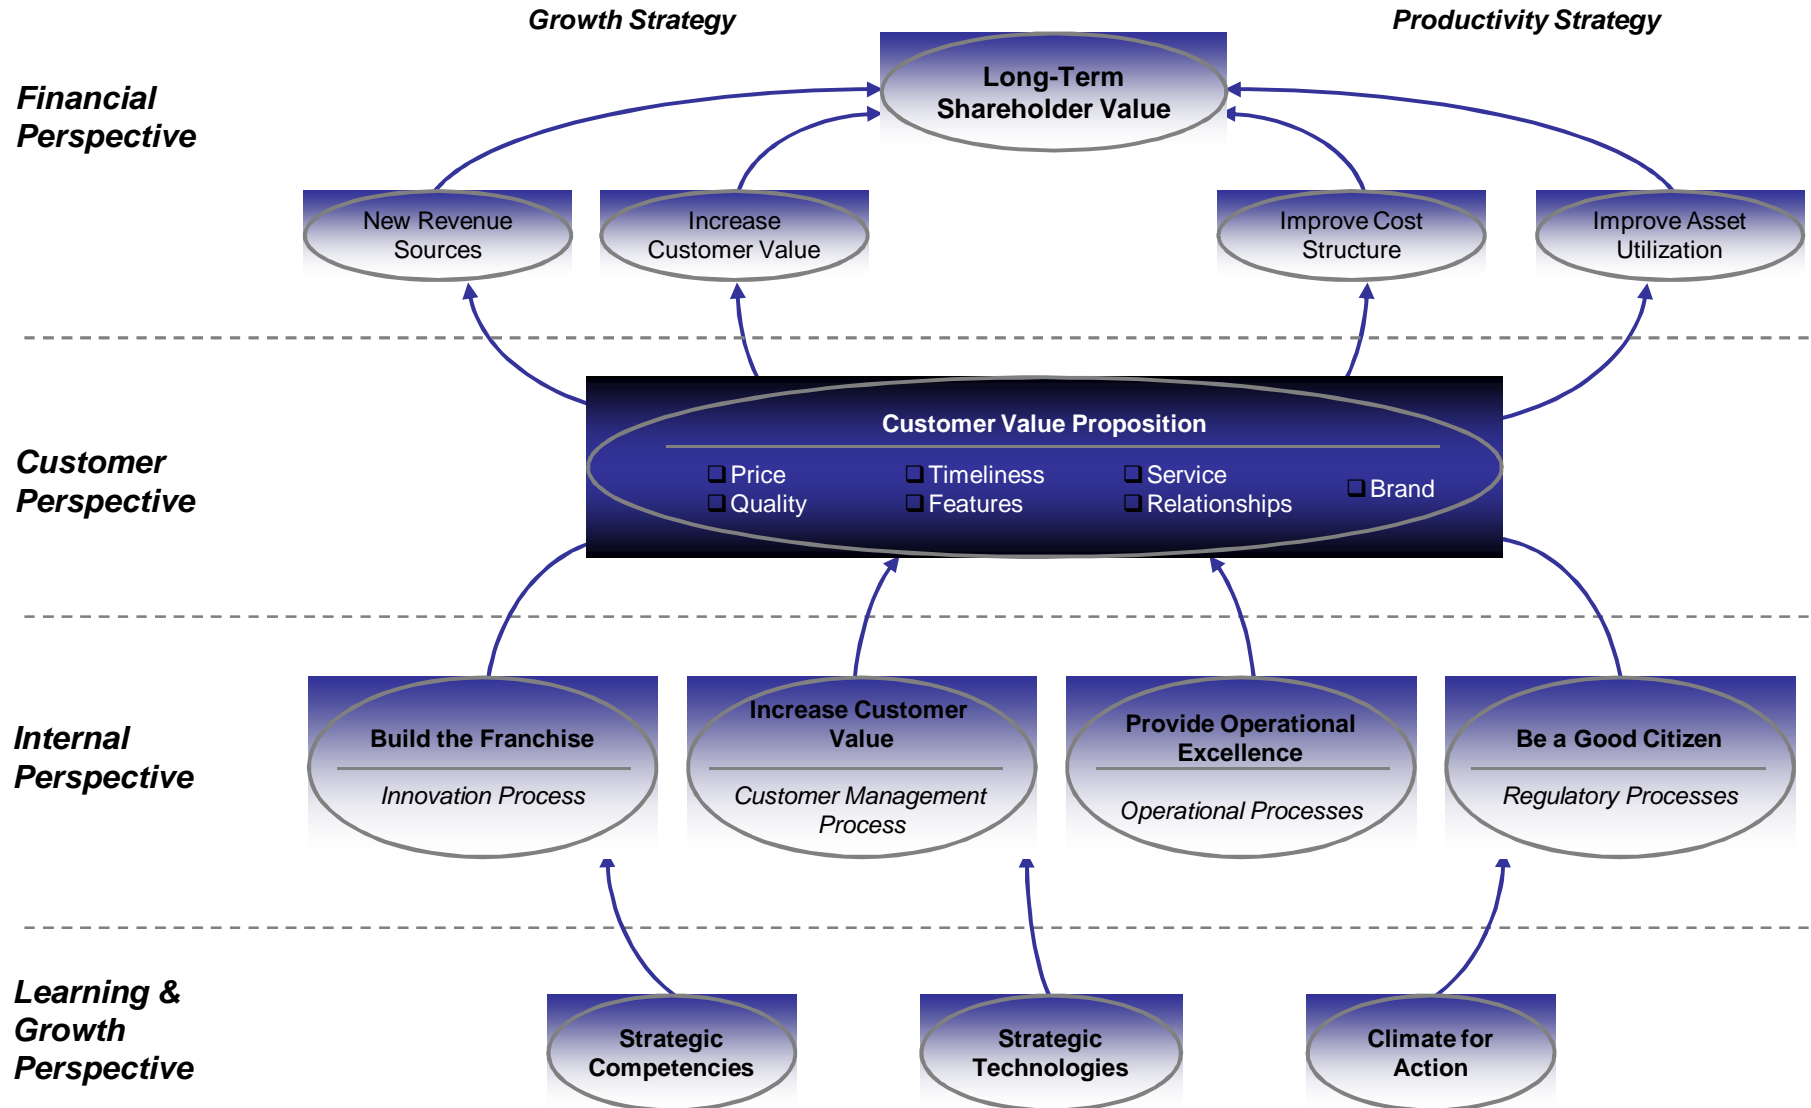 Growth Strategy
Productivity Strategy
Financial
Perspective
Long-Term
Shareholder Value
New Revenue
Sources
Increase
Customer Value
Improve Cost
Structure
Improve Asset
Utilization
Customer
Perspective
Customer Value Proposition
Price
Quality
Timeliness
Features
Service
Relationships
Brand
Internal
Perspective
Build the Franchise
Innovation Process
Increase Customer
Value
Customer Management
Process
Provide Operational
Excellence
Operational Processes
Be a Good Citizen
Regulatory Processes
Learning &
Growth
Perspective
Strategic
Competencies
Strategic
Technologies
Climate for
Action